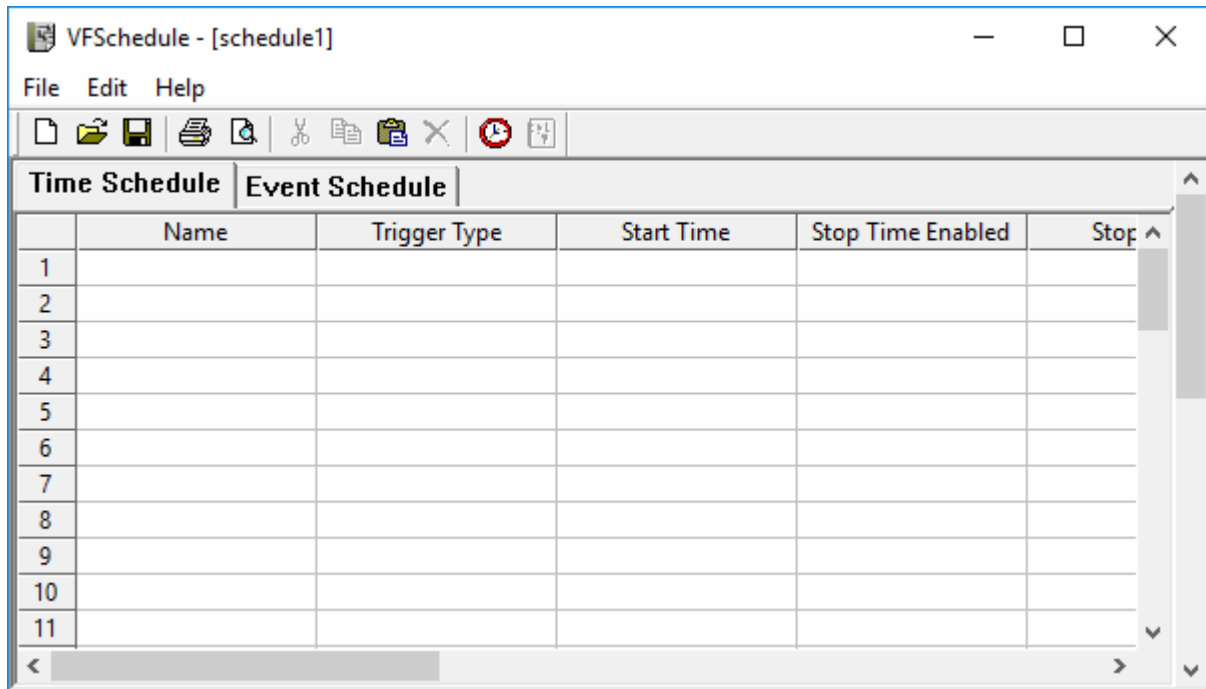 VFSchedule - [schedule1]
File Edit Help
Time Schedule Event Schedule
Name Trigger Type Start Time Stop Time Enabled Stop
1
2
3
4
5
6
7
8
9
10
11